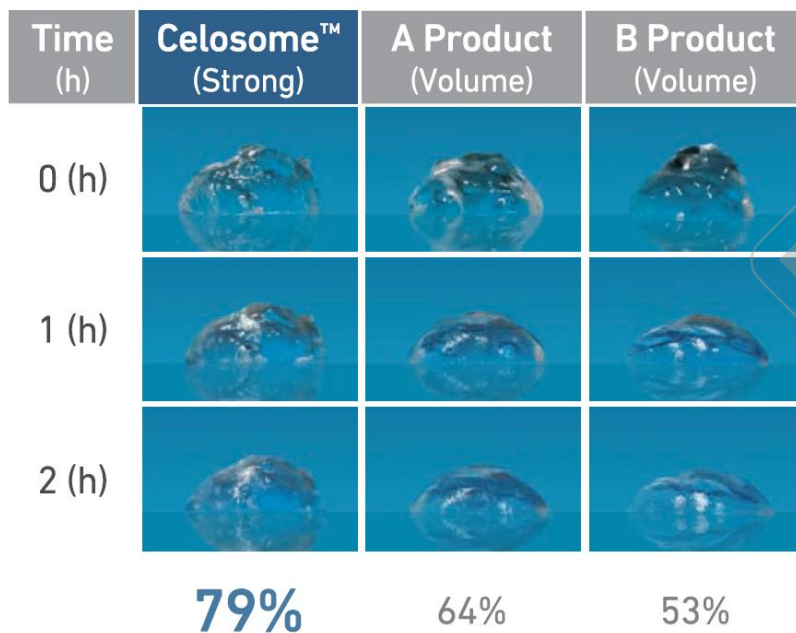 Time
(h)
Celosome™
(Strong)
A Product
(Volume)
B Product
(Volume)
0 (h)
1 (h)
2 (h)
79%
64%
53%